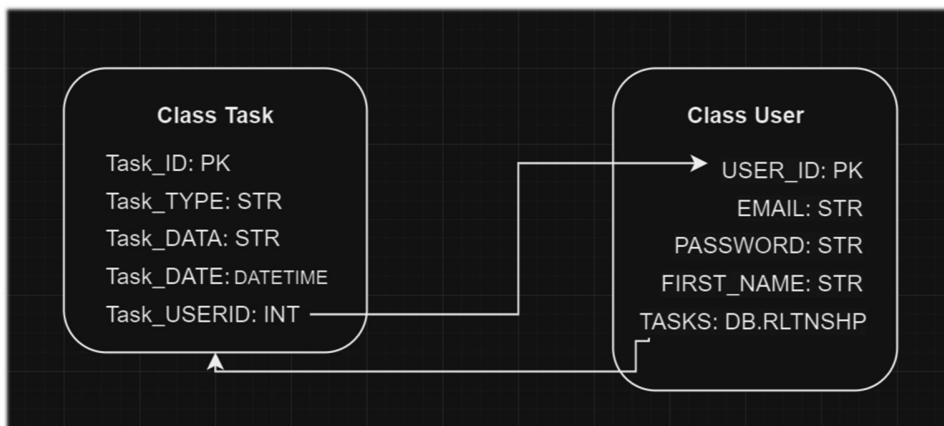 Class Task
Task_ID: PK
Task_TYPE: STR
Task_DATA: STR
Task_DATE: DATETIME
Task_USERID: INT
Class User
USER_ID: PK
EMAIL: STR
PASSWORD: STR
FIRST_NAME: STR
TASKS: DB.RLTNSHP